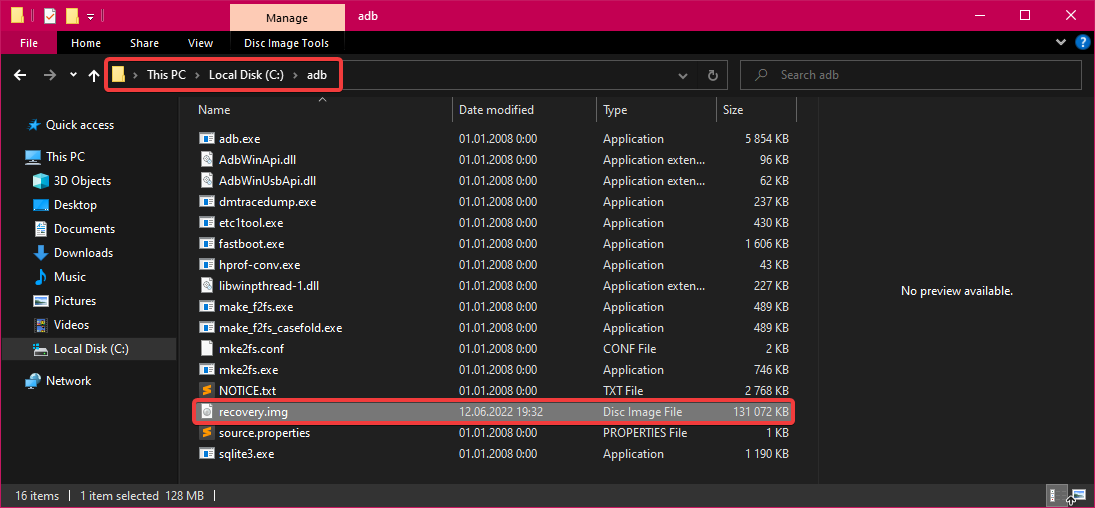 Manage adb
File Home Share View Disc Image Tools
This PC Local Disk (C:) adb Search adb
Name Date modified Type Size
Quick access
This PC
3D Objects
Desktop
Documents
Downloads
Music
Pictures
Videos
Local Disk (C:)
Network
adb.exe 01.01.2008 0:00 Application 5 854 KB
AdbWinApi.dll 01.01.2008 0:00 Application exten... 96 KB
AdbWinUsbApi.dll 01.01.2008 0:00 Application exten... 62 KB
dmtracedump.exe 01.01.2008 0:00 Application 237 KB
etc1tool.exe 01.01.2008 0:00 Application 430 KB
fastboot.exe 01.01.2008 0:00 Application 1 606 KB
hprof-conv.exe 01.01.2008 0:00 Application 43 KB
libwinpthread-1.dll 01.01.2008 0:00 Application exten... 227 KB
make_f2fs.exe 01.01.2008 0:00 Application 489 KB
make_f2fs_casefold.exe 01.01.2008 0:00 Application 489 KB
mke2fs.conf 01.01.2008 0:00 CONF File 2 KB
mke2fs.exe 01.01.2008 0:00 Application 746 KB
NOTICE.txt 01.01.2008 0:00 TXT File 2 768 KB
recovery.img 12.06.2022 19:32 Disc Image File 131 072 KB
source.properties 01.01.2008 0:00 PROPERTIES File 1 KB
sqlite3.exe 01.01.2008 0:00 Application 1 190 KB
No preview available.
16 items 1 item selected 128 MB